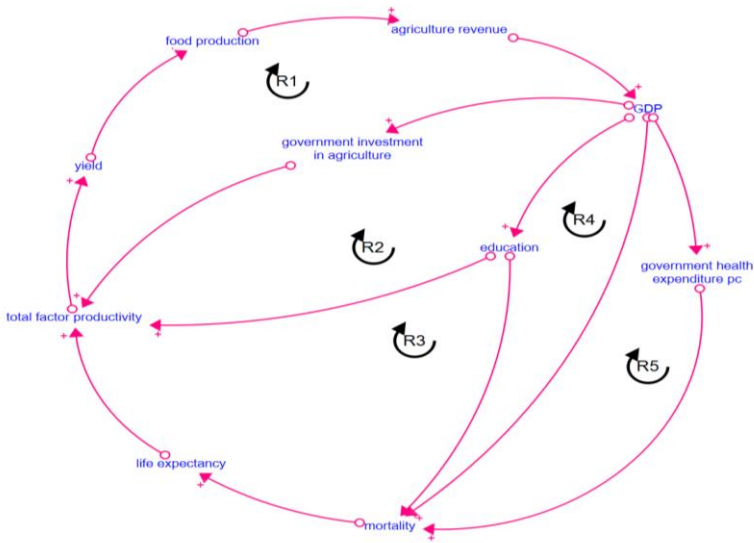 food production
agriculture revenue
+
+
R1
+
GDP
+
government investment
in agriculture
yield
+
R4
+
R2
education
+
government health
expenditure pc
+
total factor productivity
+
+
R3
R5
life expectancy
+
mortality
+
+